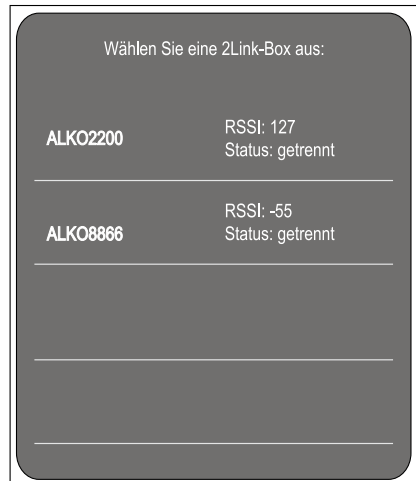 Wählen Sie eine 2Link-Box aus:
ALKO2200
RSSI: 127
Status: getrennt
ALKO8866
RSSI: -55
Status: getrennt